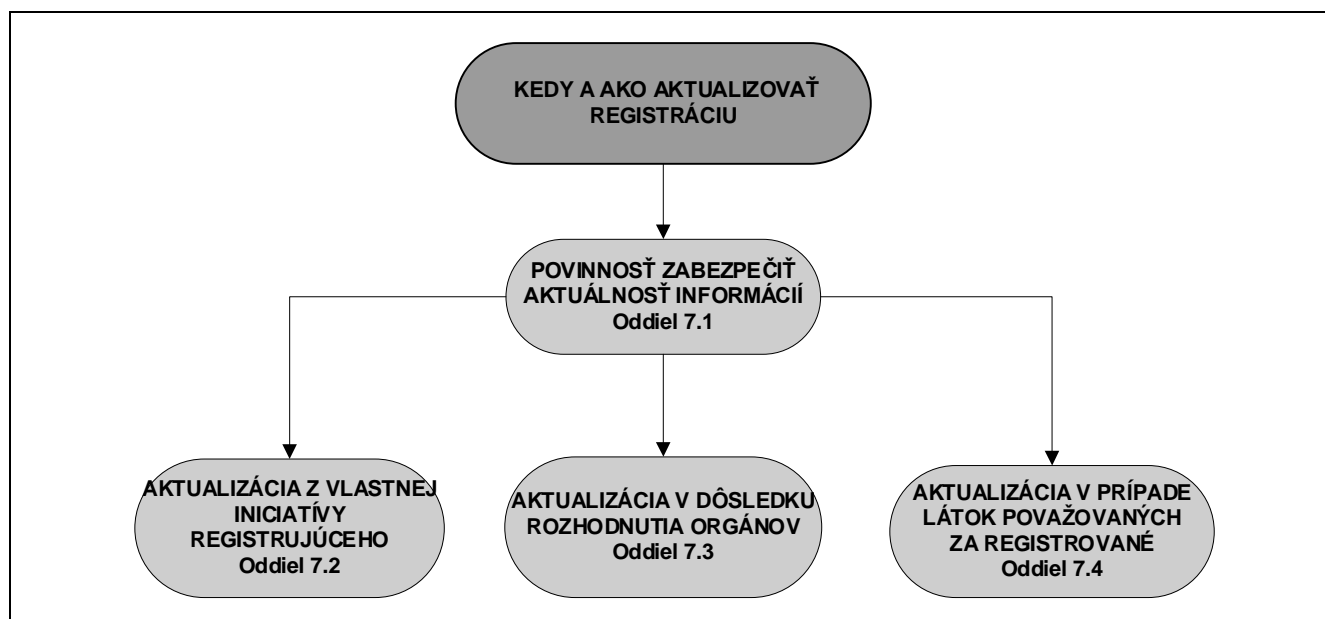 KEDY A AKO AKTUALIZOVAŤ
REGISTRÁCIU
POVINNOSŤ ZABEZPEČIŤ
AKTUÁLNOSŤ INFORMÁCIÍ
Oddiel 7.1
AKTUALIZÁCIA Z VLASTNEJ
INICIATÍVY
REGISTRUJÚCEHO
Oddiel 7.2
AKTUALIZÁCIA V DÔSLEDKU
ROZHODNUTIA ORGÁNOV
Oddiel 7.3
AKTUALIZÁCIA V PRÍPADE
LÁTOK POVAŽOVANÝCH
ZA REGISTROVANÉ
Oddiel 7.4